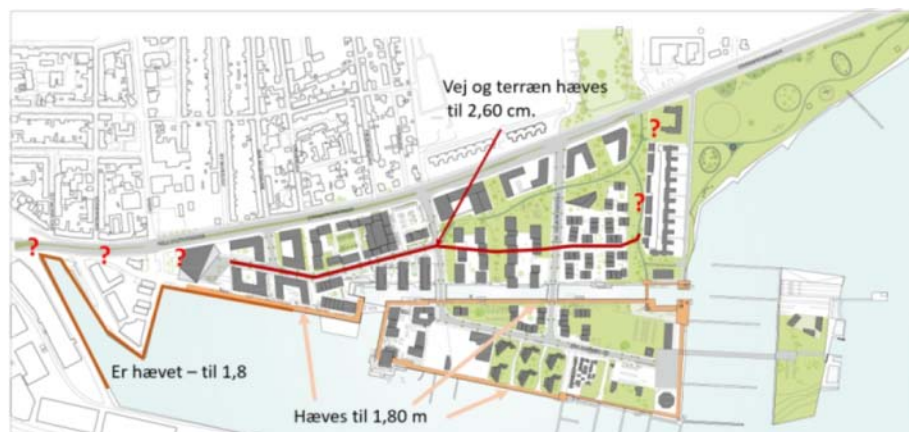 Vej og terræn hæves
til 2,60 cm.
?
?
?
?
?
Er hævet – til 1,8
Hæves til 1,80 m